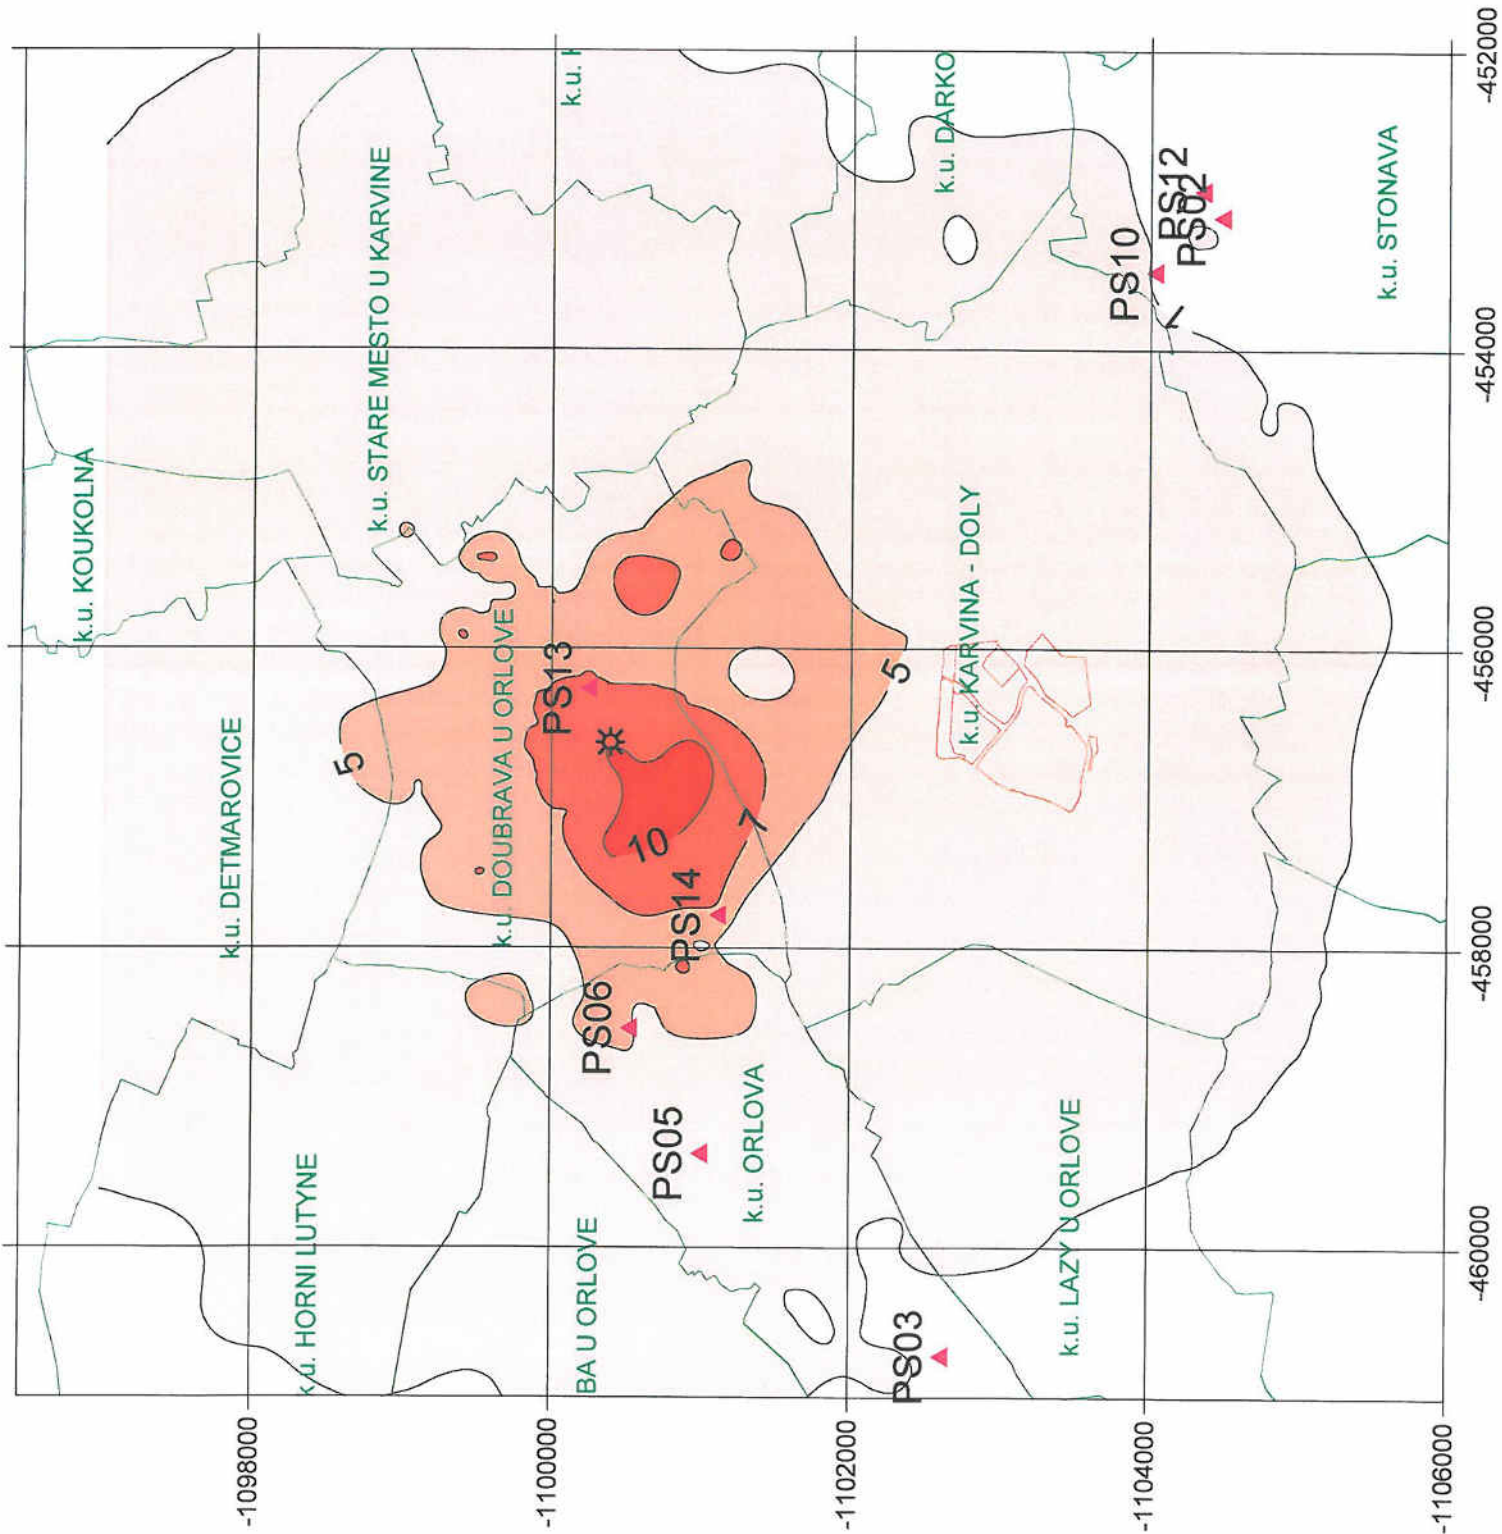 k.u. KOUKOLNA
k.u. STARE MESTO U KARVINE
k.u. DETMAROVICE
k.u. HORNI LUTYNE
k.u.
k.u. DOUBRAVA U ORLOVE
BA U ORLOVE
k.u. ORLOVA
k.u. DARKO
k.u. KARVINA - DOLY
k.u. LAZY U ORLOVE
k.u. STONAVA
PS13
PS14
PS06
PS05
PS03
PS10
PS12
PS02
5
5
7
10
-1098000
-1100000
-1102000
-1104000
-1106000
-460000
-458000
-456000
-454000
-452000